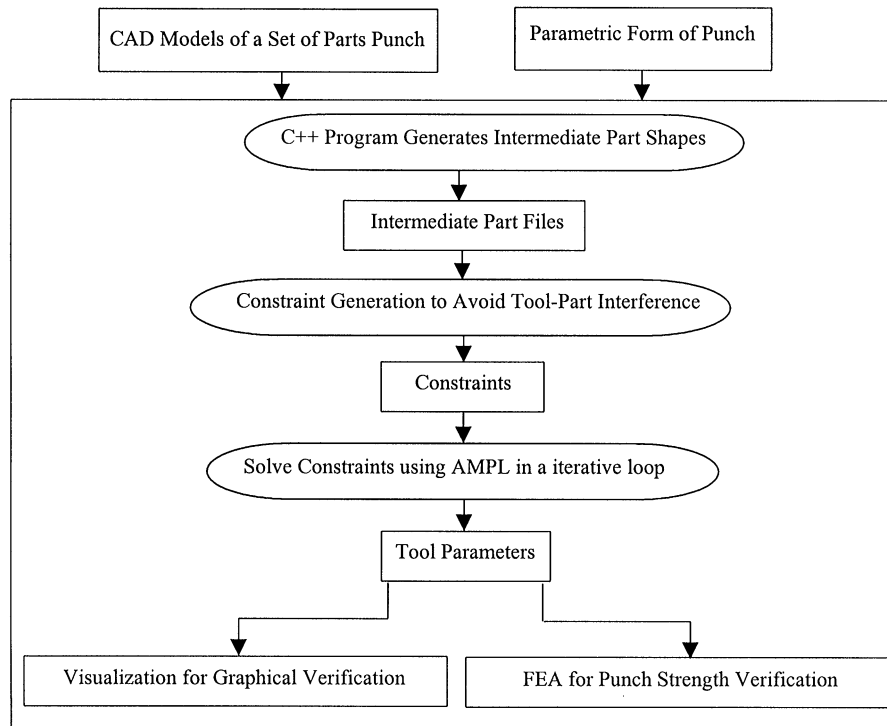 CAD Models of a Set of Parts Punch
Parametric Form of Punch
C++ Program Generates Intermediate Part Shapes
Intermediate Part Files
Constraint Generation to Avoid Tool-Part Interference
Constraints
Solve Constraints using AMPL in a iterative loop
Tool Parameters
Visualization for Graphical Verification
FEA for Punch Strength Verification